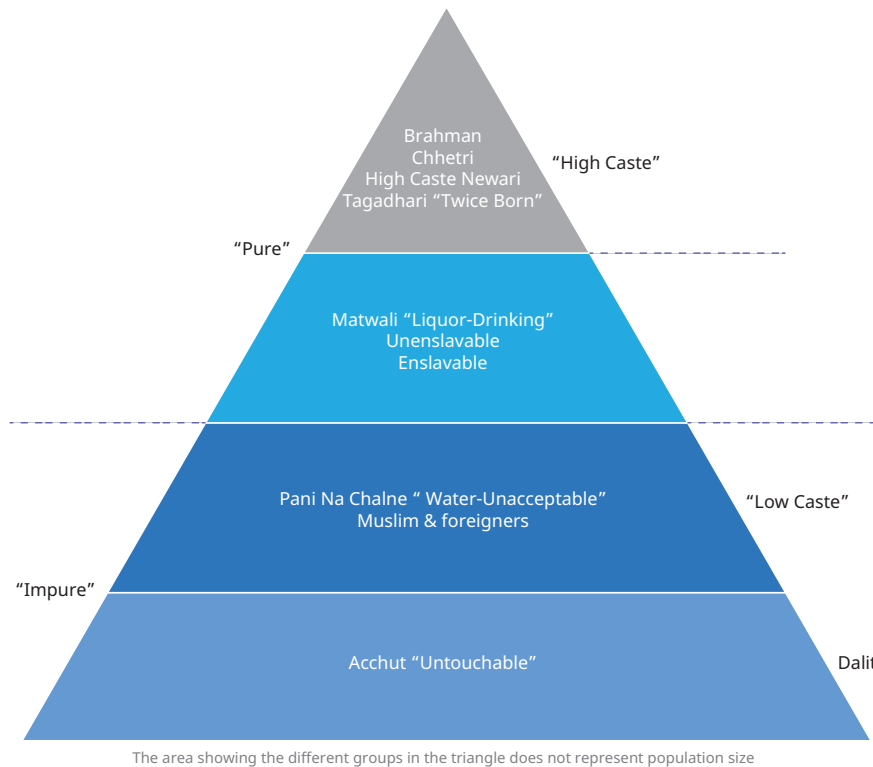 Brahman
Chhetri
High Caste Newari
Tagadhari “Twice Born”
“High Caste”
“Pure”
Matwali “Liquor-Drinking”
Unenslavable
Enslavable
Pani Na Chalne “ Water-Unacceptable”
Muslim & foreigners
“Low Caste”
“Impure”
Acchut “Untouchable”
Dalit
The area showing the different groups in the triangle does not represent population size